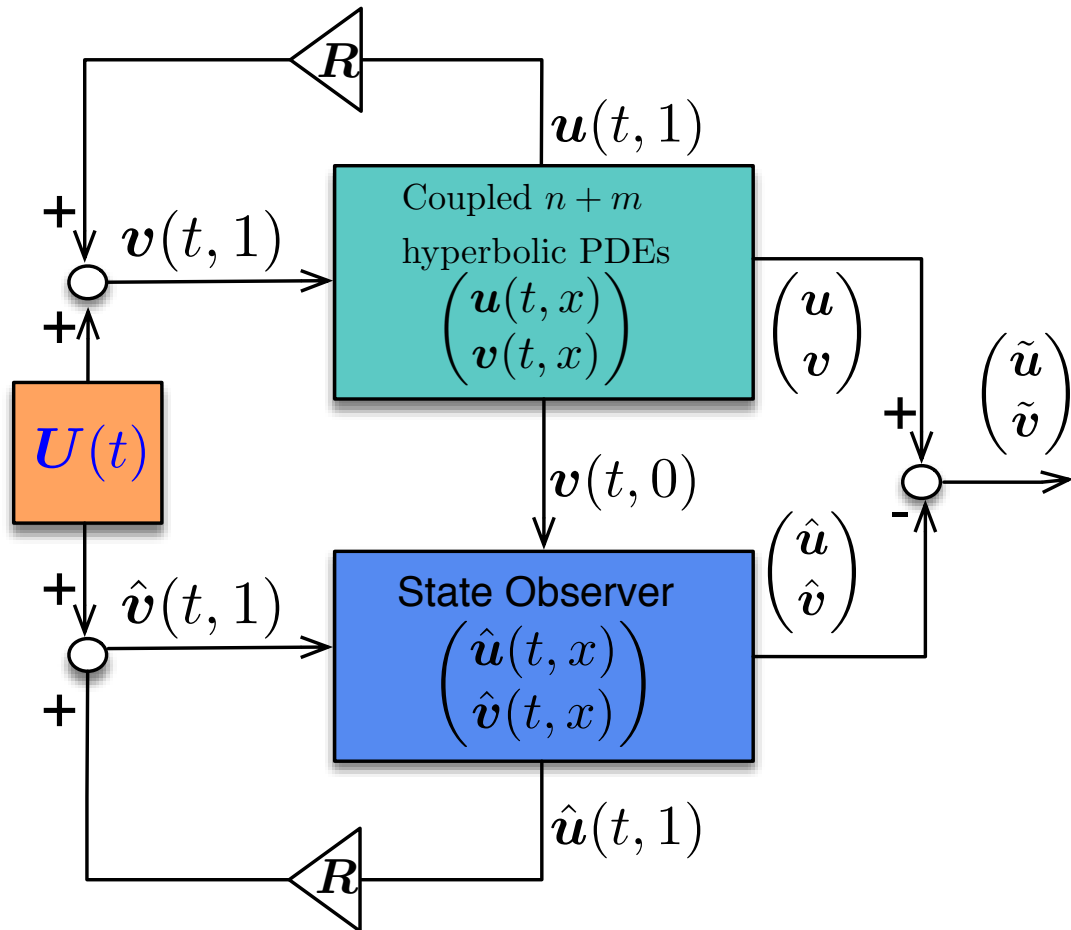 R
u(t, 1)
Coupled n + m
hyperbolic PDEs
(u(t, x)
v(t, x))
+
v(t, 1)
+
(u
v)
(ũ
ṽ)
+
U(t)
v(t, 0)
-
(û
v̂)
+
v̂(t, 1)
State Observer
(û(t, x)
v̂(t, x))
+
û(t, 1)
R